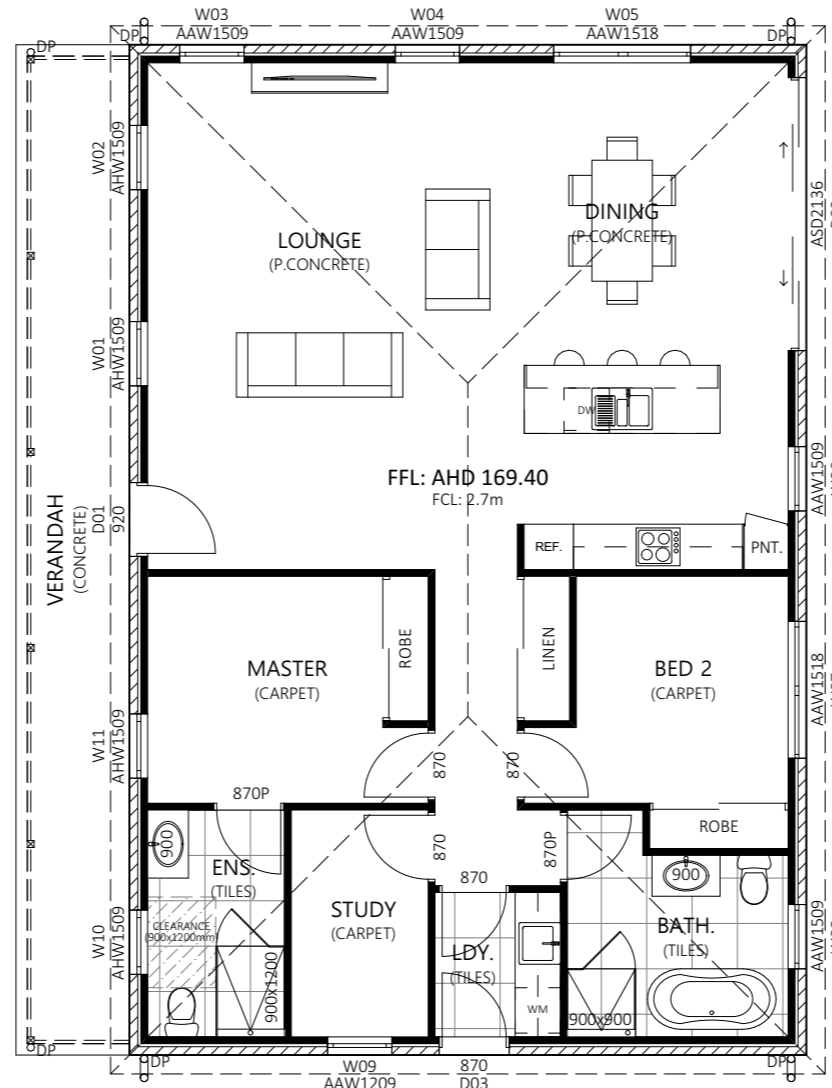 W03
AAW1509
W04
AAW1509
W05
AAW1518
DP
DP
DP
W02
AHW1509
ASD2136
LOUNGE
(P.CONCRETE)
DINING
(P.CONCRETE)
W01
AHW1509
DW
FFL: AHD 169.40
FCL: 2.7m
AAW1509
VERANDAH
(CONCRETE)
D01
920
REF.
PNT.
MASTER
(CARPET)
ROBE
LINEN
BED 2
(CARPET)
AAW1518
W11
AHW1509
870
870
870P
ROBE
900
ENS.
(TILES)
870
870
870P
900
STUDY
(CARPET)
CLEARANCE
(900x1200mm)
LDY.
(TILES)
BATH.
(TILES)
W10
AHW1509
AAW1509
900x1200
WM
900x900
DP
DP
DP
W09
AAW1209
870
D03